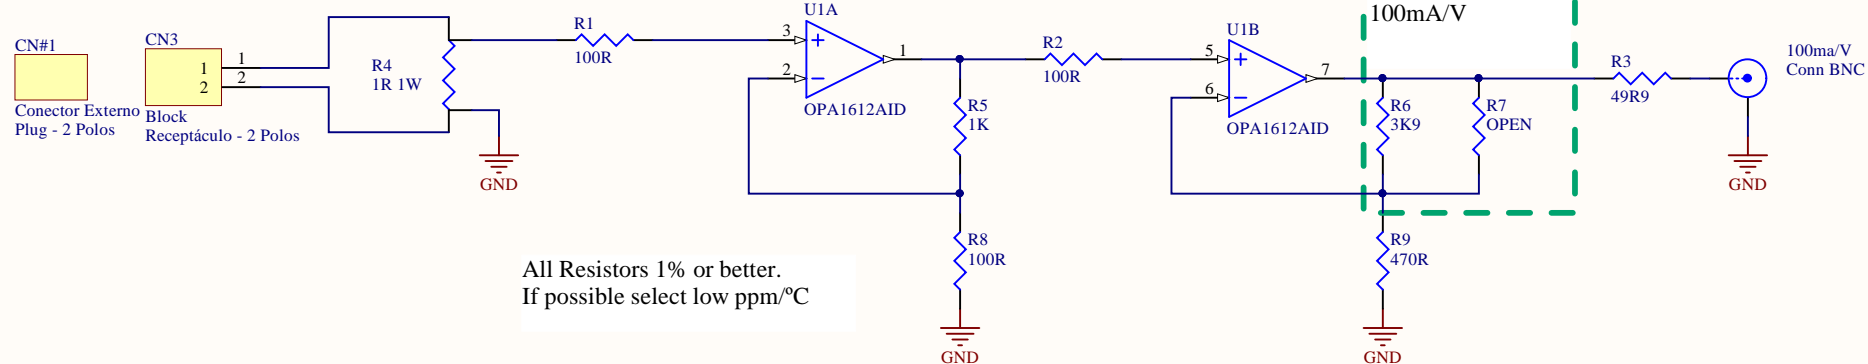 CN#1
Conector Externo
Plug - 2 Polos
CN3
1
2
1
2
Block
Receptáculo - 2 Polos
R4
1R 1W
GND
R1
100R
U1A
3
2
1
OPA1612AID
R5
1K
R8
100R
GND
R2
100R
U1B
5
6
7
OPA1612AID
100mA/V
R6
3K9
R7
OPEN
R9
470R
GND
R3
49R9
100ma/V
Conn BNC
GND
All Resistors 1% or better.
If possible select low ppm/ºC